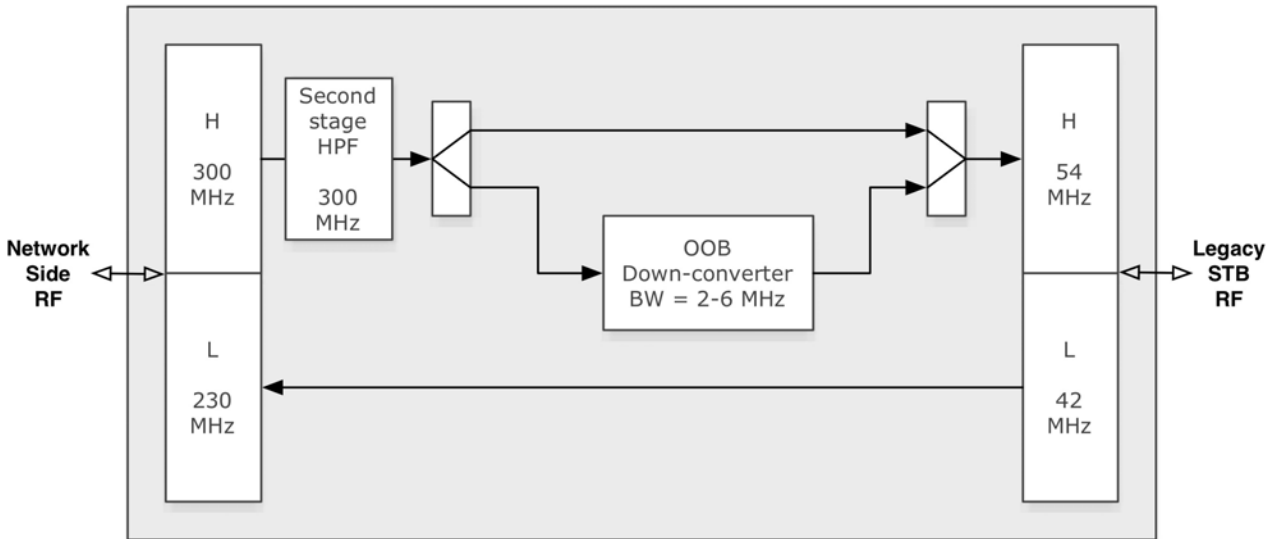 Network
Side
RF
H
300
MHz
L
230
MHz
Second
stage
HPF
300
MHz
OOB
Down-converter
BW = 2-6 MHz
H
54
MHz
L
42
MHz
Legacy
STB
RF